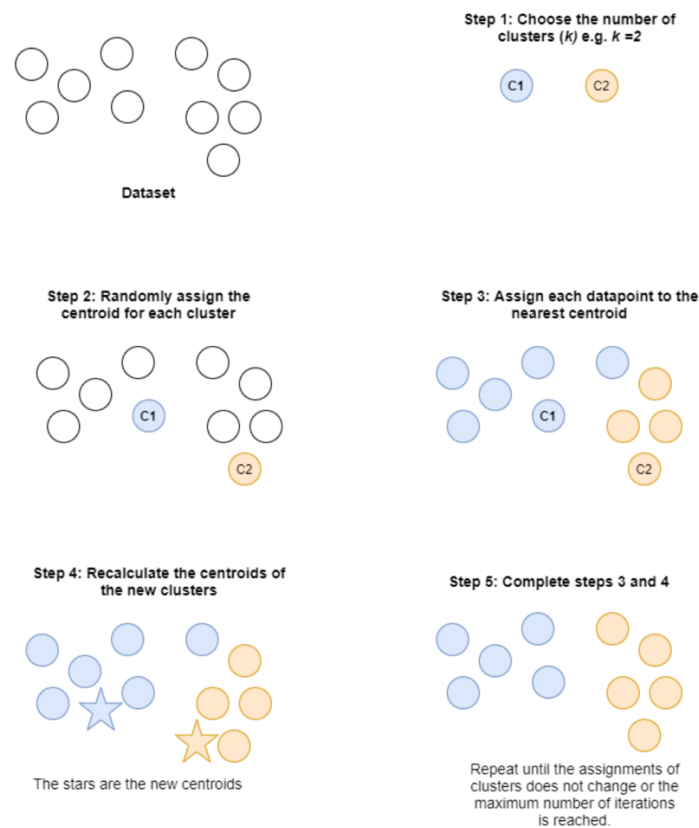 Step 1: Choose the number of
clusters (k) e.g. k =2
C1
C2
Dataset
Step 2: Randomly assign the
centroid for each cluster
C1
C2
Step 3: Assign each datapoint to the
nearest centroid
C1
C2
Step 4: Recalculate the centroids of
the new clusters
The stars are the new centroids
Step 5: Complete steps 3 and 4
Repeat until the assignments of
clusters does not change or the
maximum number of iterations
is reached.